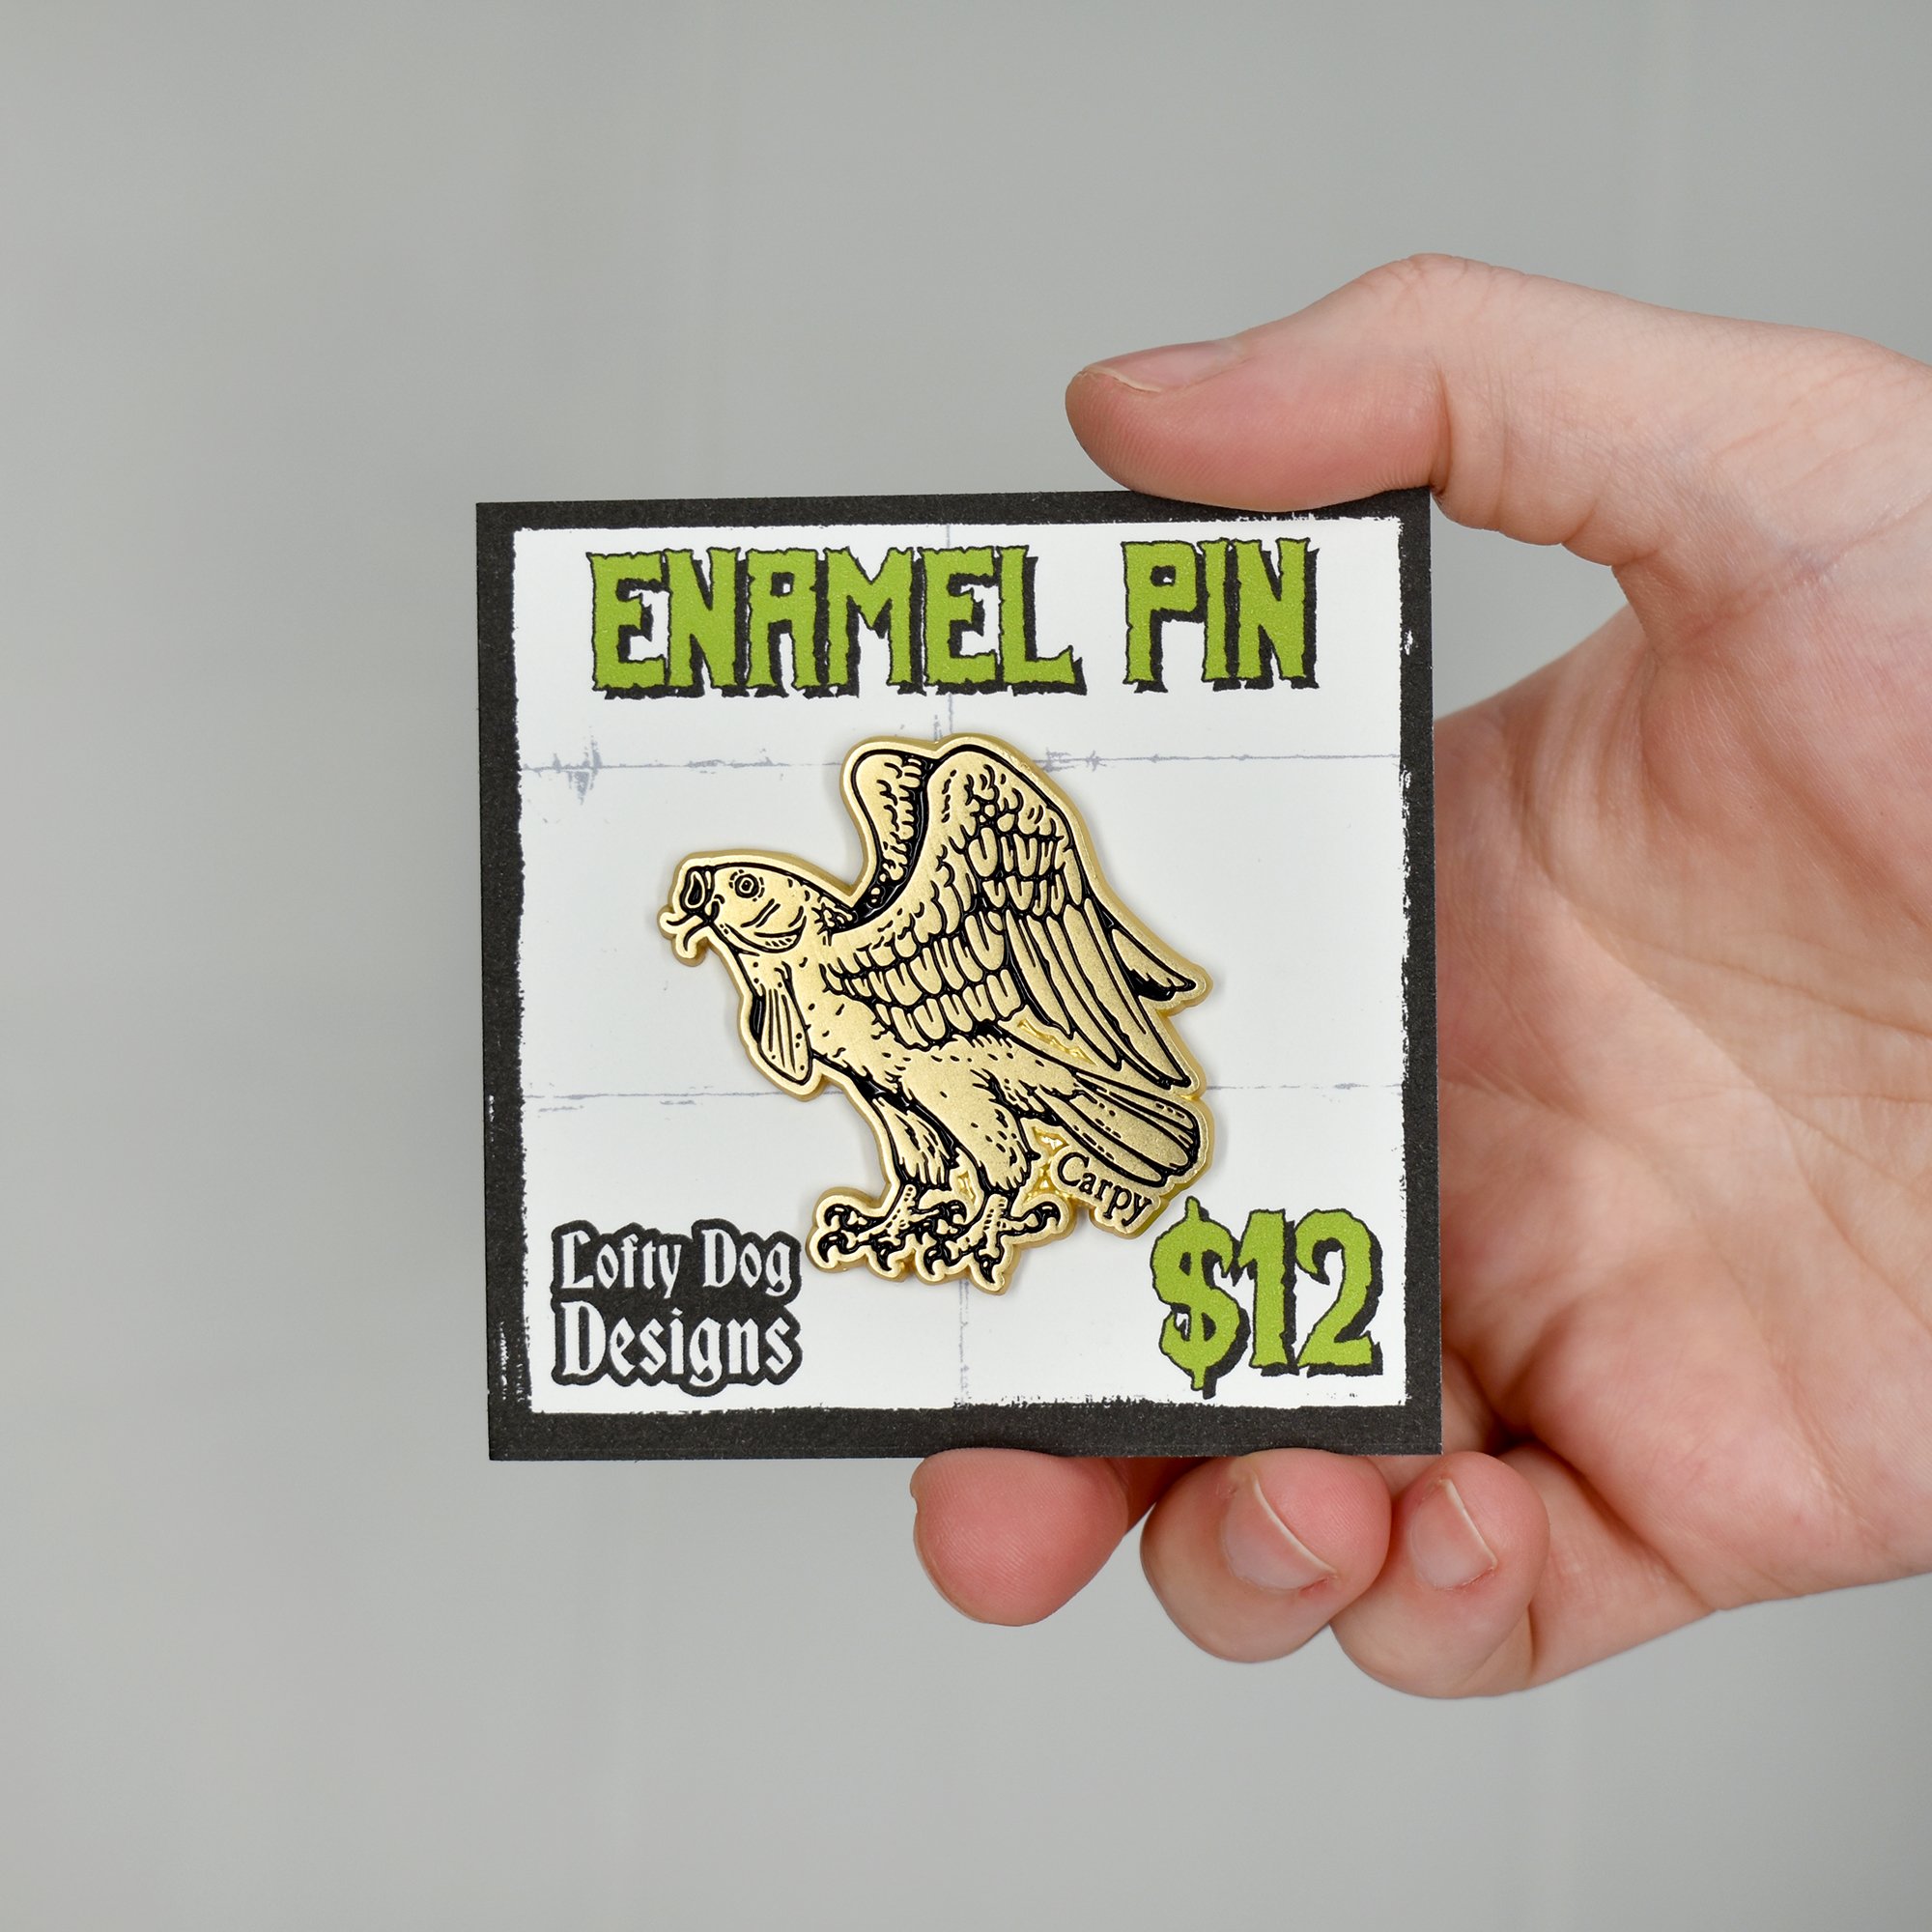 ENAMEL PIN
Carpy
Lofty Dog
Designs
$12